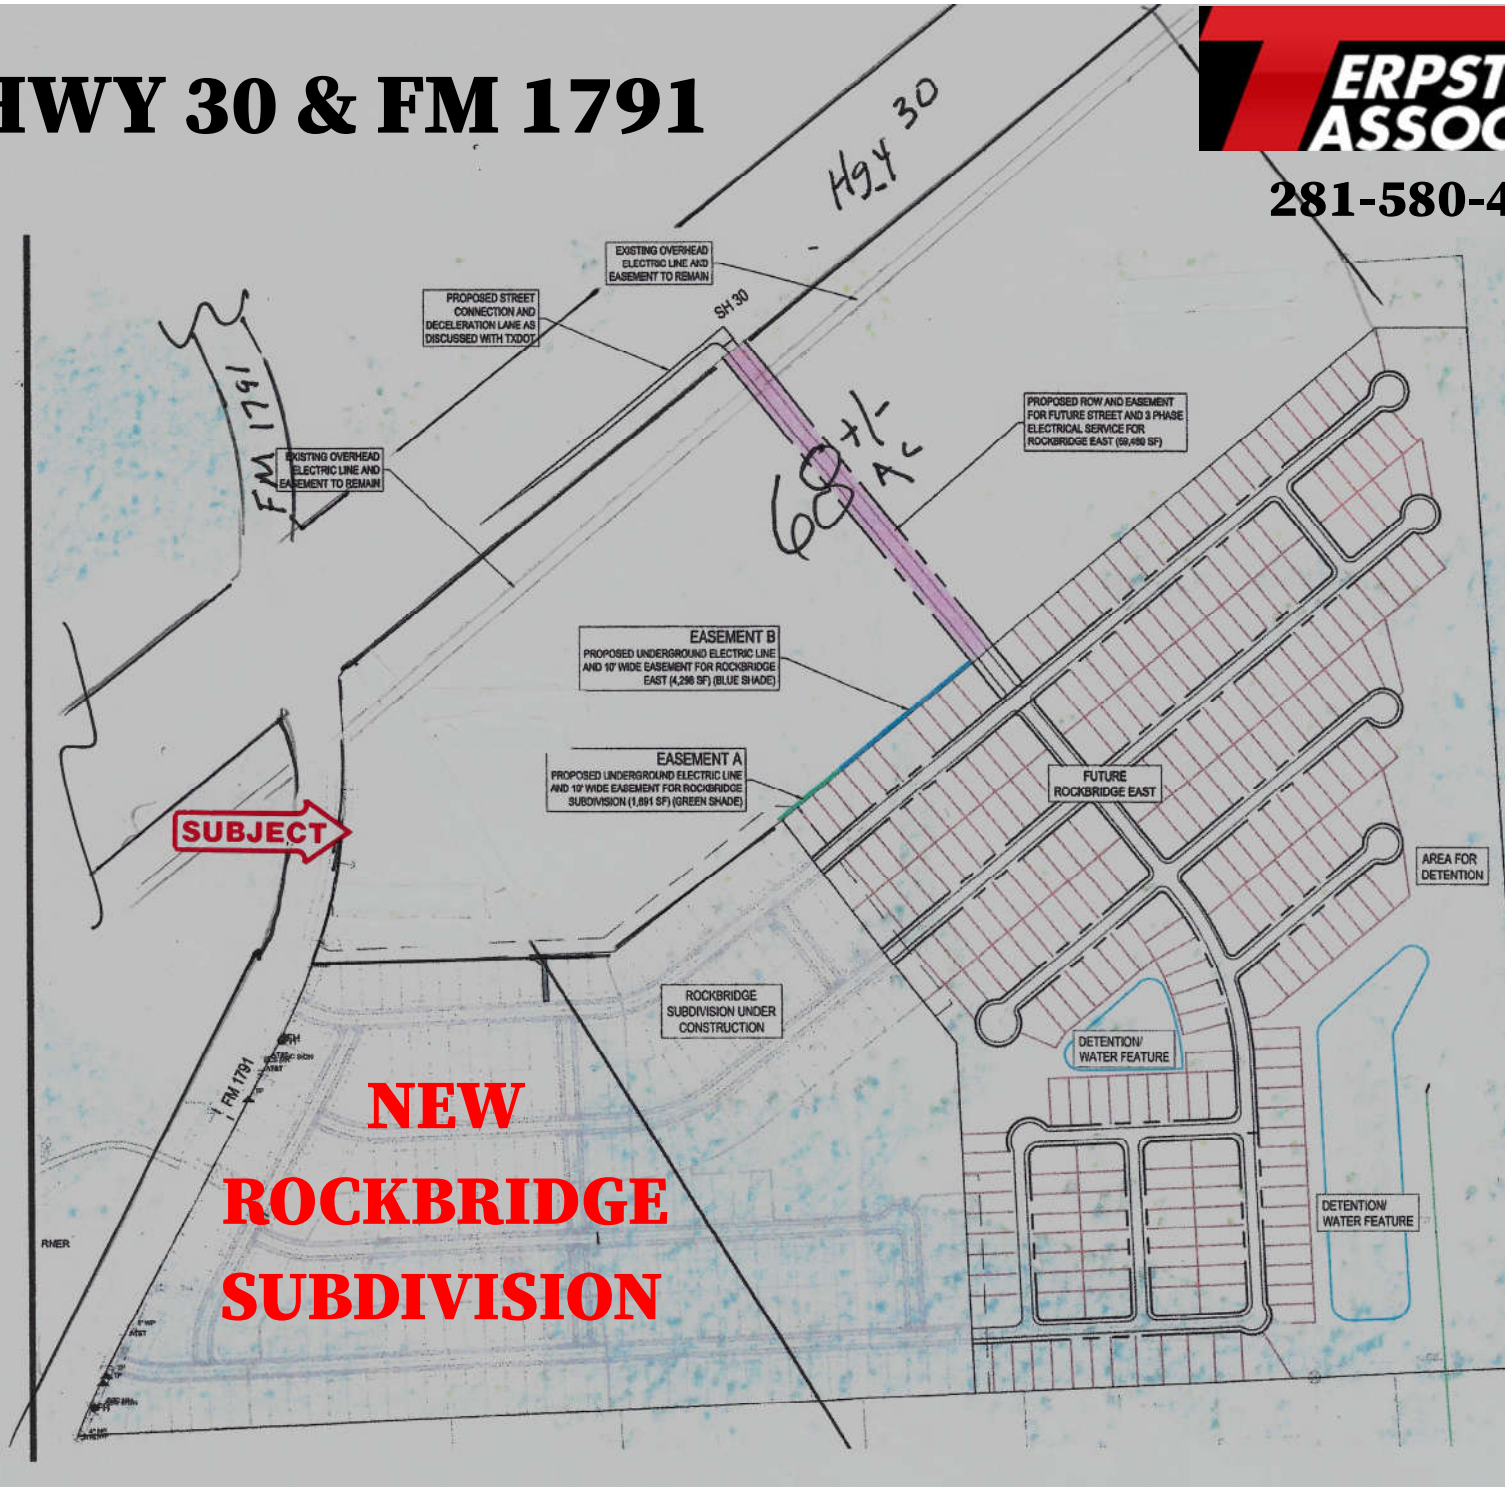 HWY 30 & FM 1791
ERPST
ASSOC
281-580-4
Hgy 30
EXISTING OVERHEAD
ELECTRIC LINE AND
EASEMENT TO REMAIN
PROPOSED STREET
CONNECTION AND
DECELERATION LANE AS
DISCUSSED WITH TXDOT
SH 30
FM 1791
EXISTING OVERHEAD
ELECTRIC LINE AND
EASEMENT TO REMAIN
68 +/-
Ac
PROPOSED ROW AND EASEMENT
FOR FUTURE STREET AND 3 PHASE
ELECTRICAL SERVICE FOR
ROCKBRIDGE EAST (59,480 SF)
EASEMENT B
PROPOSED UNDERGROUND ELECTRIC LINE
AND 10' WIDE EASEMENT FOR ROCKBRIDGE
EAST (4,298 SF) (BLUE SHADE)
EASEMENT A
PROPOSED UNDERGROUND ELECTRIC LINE
AND 10' WIDE EASEMENT FOR ROCKBRIDGE
SUBDIVISION (1,691 SF) (GREEN SHADE)
FUTURE
ROCKBRIDGE EAST
SUBJECT
AREA FOR
DETENTION
ROCKBRIDGE
SUBDIVISION UNDER
CONSTRUCTION
DETENTION/
WATER FEATURE
FM 1791
NEW
ROCKBRIDGE
SUBDIVISION
DETENTION/
WATER FEATURE
RNER